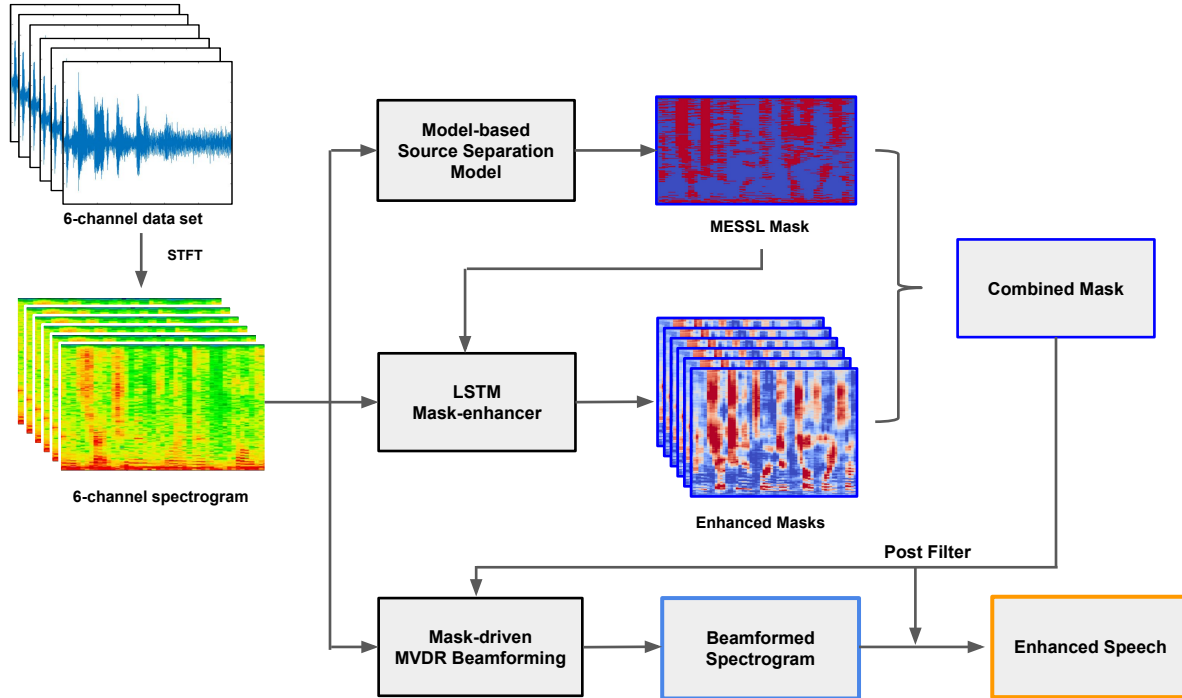 6-channel data set
STFT
6-channel spectrogram
Model-based
Source Separation
Model
MESSL Mask
LSTM
Mask-enhancer
Enhanced Masks
Combined Mask
Post Filter
Mask-driven
MVDR Beamforming
Beamformed
Spectrogram
Enhanced Speech